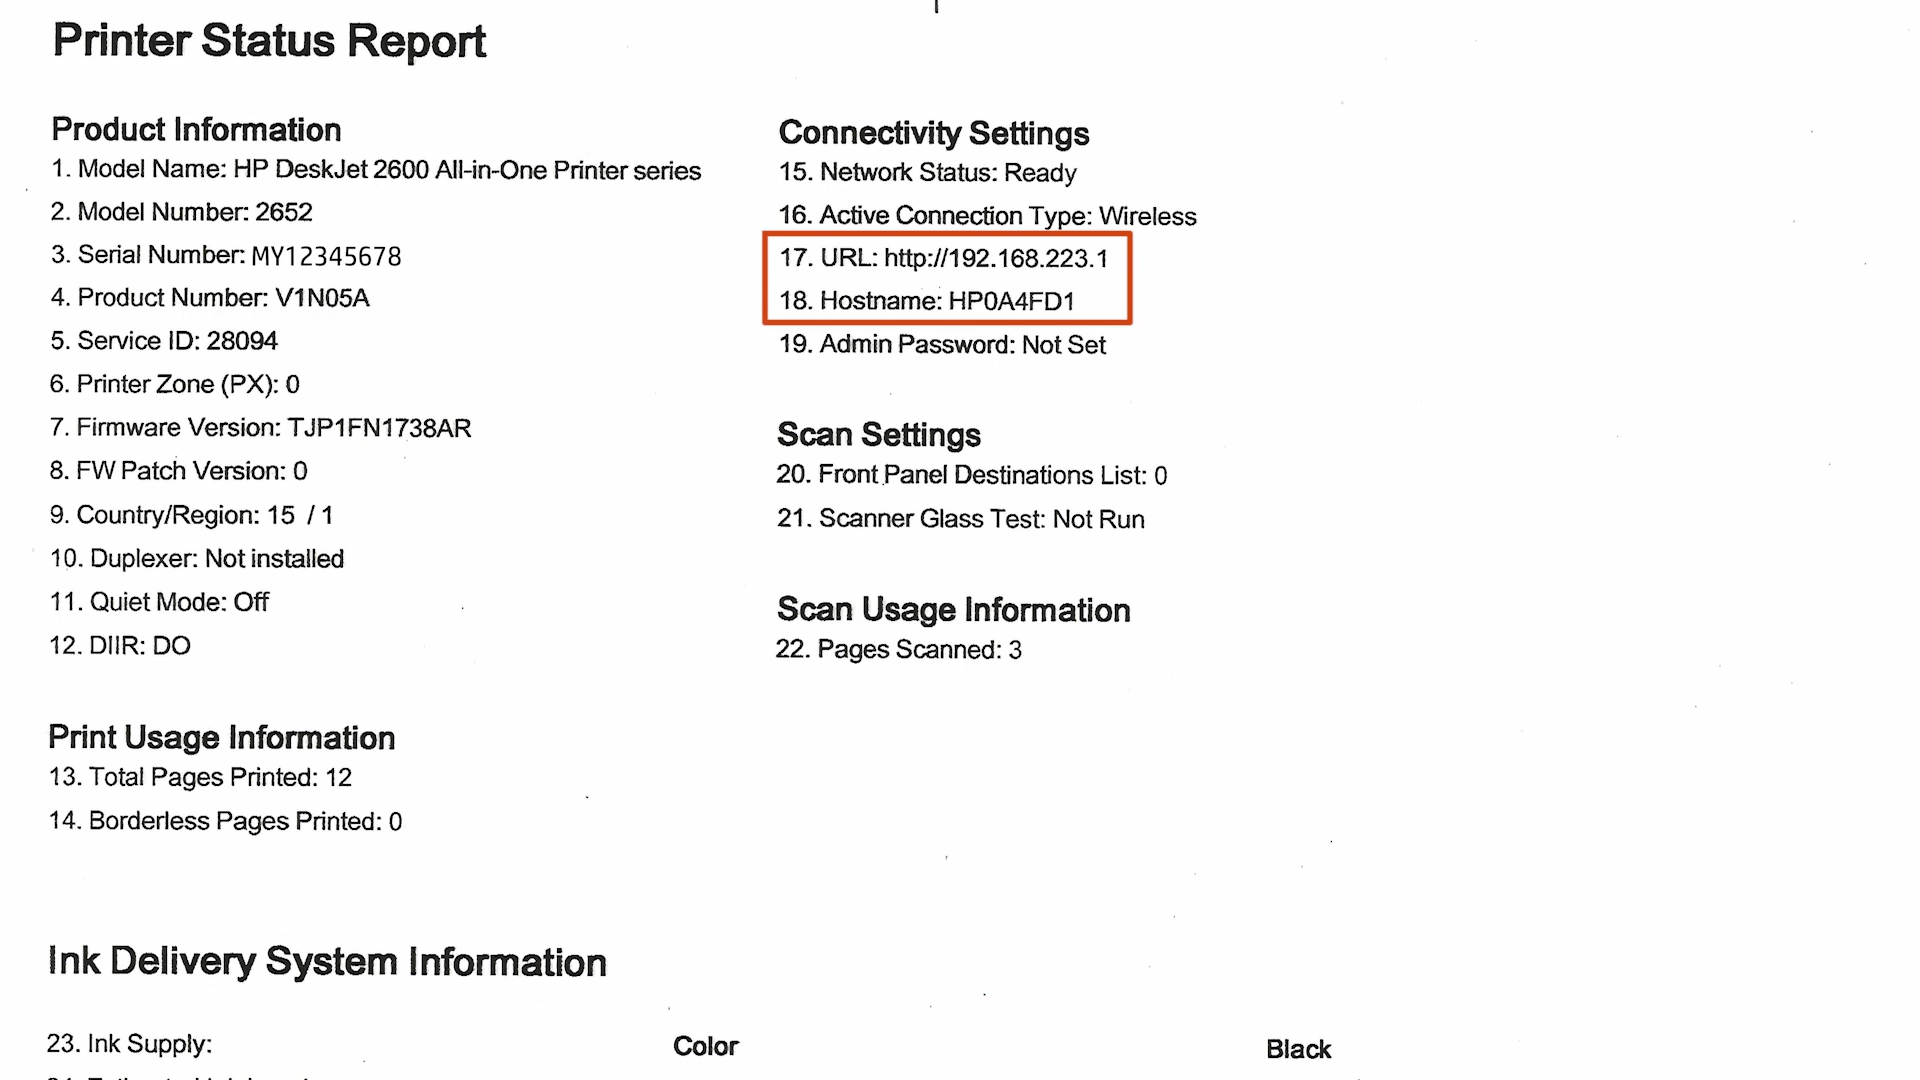 Printer Status Report
Product Information
1. Model Name: HP DeskJet 2600 All-in-One Printer series
2. Model Number: 2652
3. Serial Number: MY12345678
4. Product Number: V1N05A
5. Service ID: 28094
6. Printer Zone (PX): 0
7. Firmware Version: TJP1FN1738AR
8. FW Patch Version: 0
9. Country/Region: 15 / 1
10. Duplexer: Not installed
11. Quiet Mode: Off
12. DIIR: DO
Print Usage Information
13. Total Pages Printed: 12
14. Borderless Pages Printed: 0
Connectivity Settings
15. Network Status: Ready
16. Active Connection Type: Wireless
17. URL: http://192.168.223.1
18. Hostname: HP0A4FD1
19. Admin Password: Not Set
Scan Settings
20. Front Panel Destinations List: 0
21. Scanner Glass Test: Not Run
Scan Usage Information
22. Pages Scanned: 3
Ink Delivery System Information
23. Ink Supply: Color Black